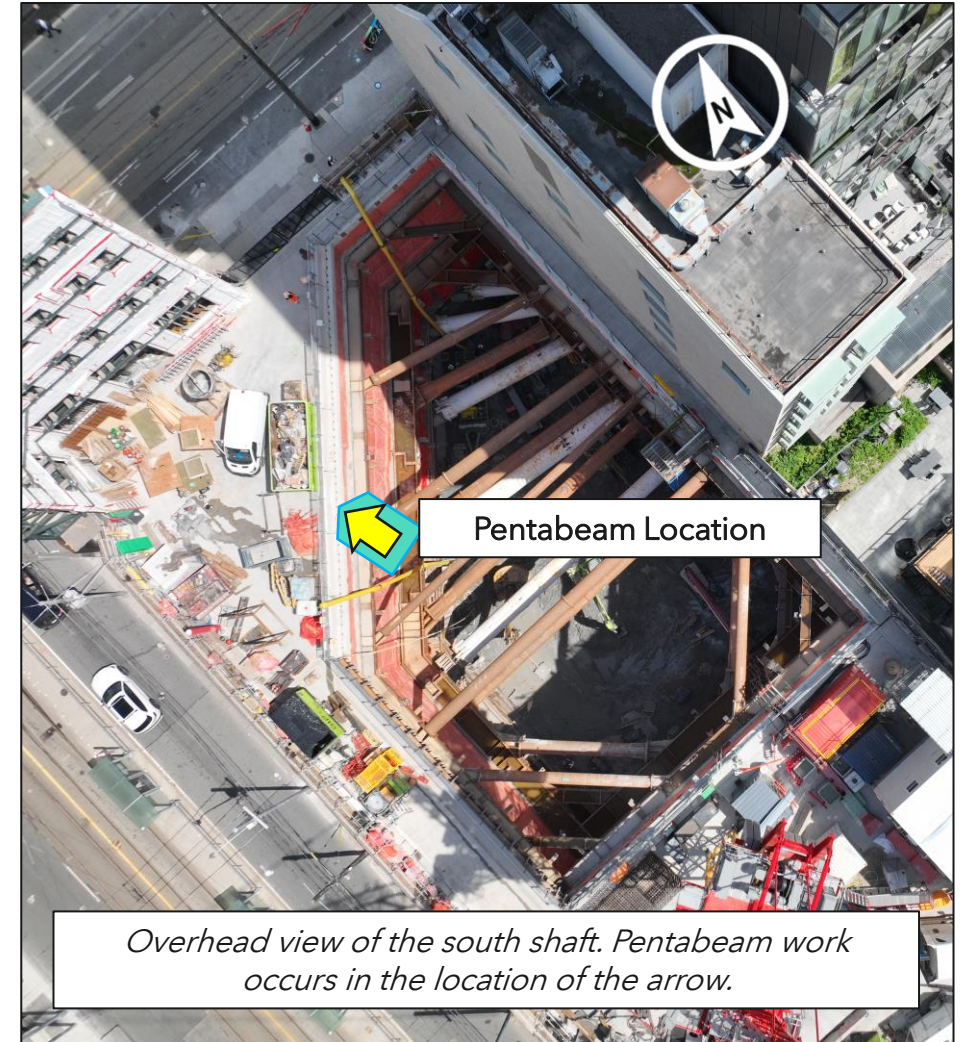 N
Pentabeam Location
Overhead view of the south shaft. Pentabeam work
occurs in the location of the arrow.